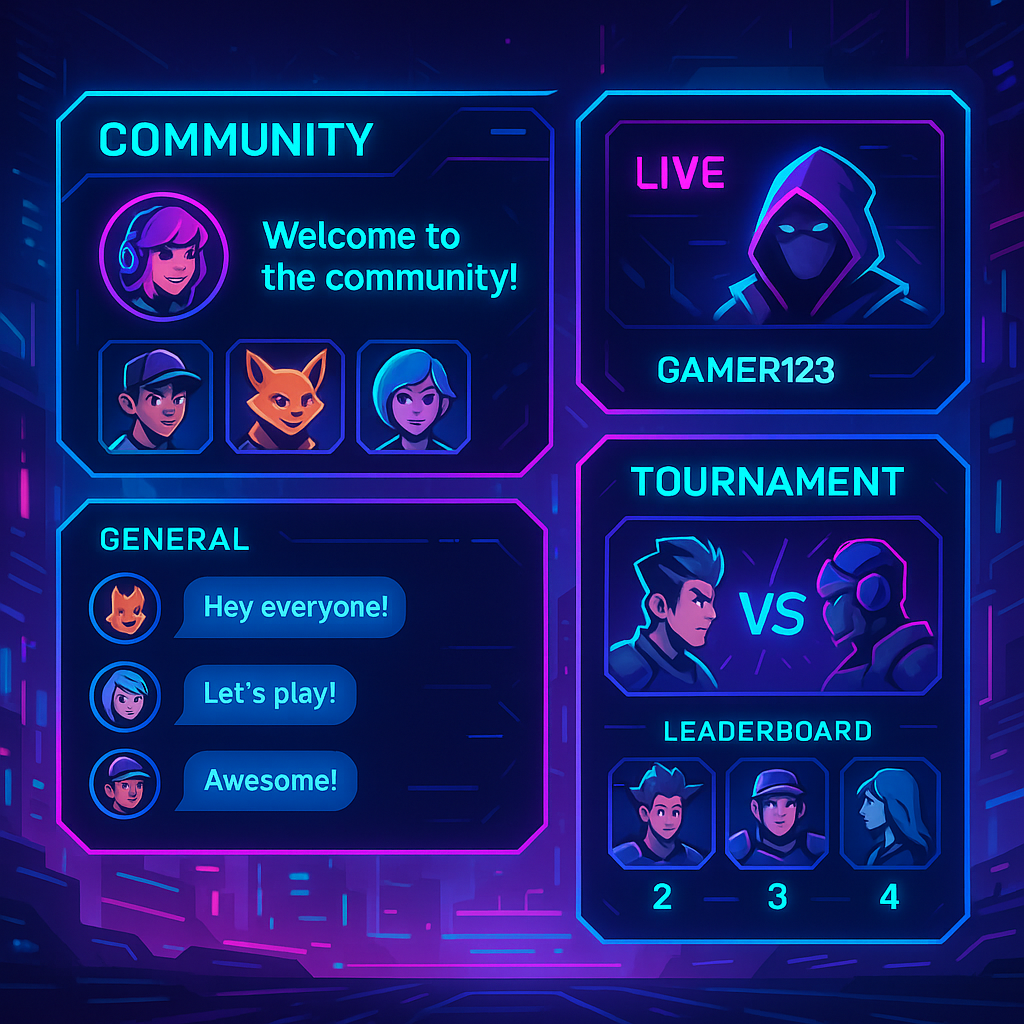 COMMUNITY
Welcome to
the community!
GENERAL
Hey everyone!
Let's play!
Awesome!
LIVE
GAMER123
TOURNAMENT
VS
LEADERBOARD
2
3
4